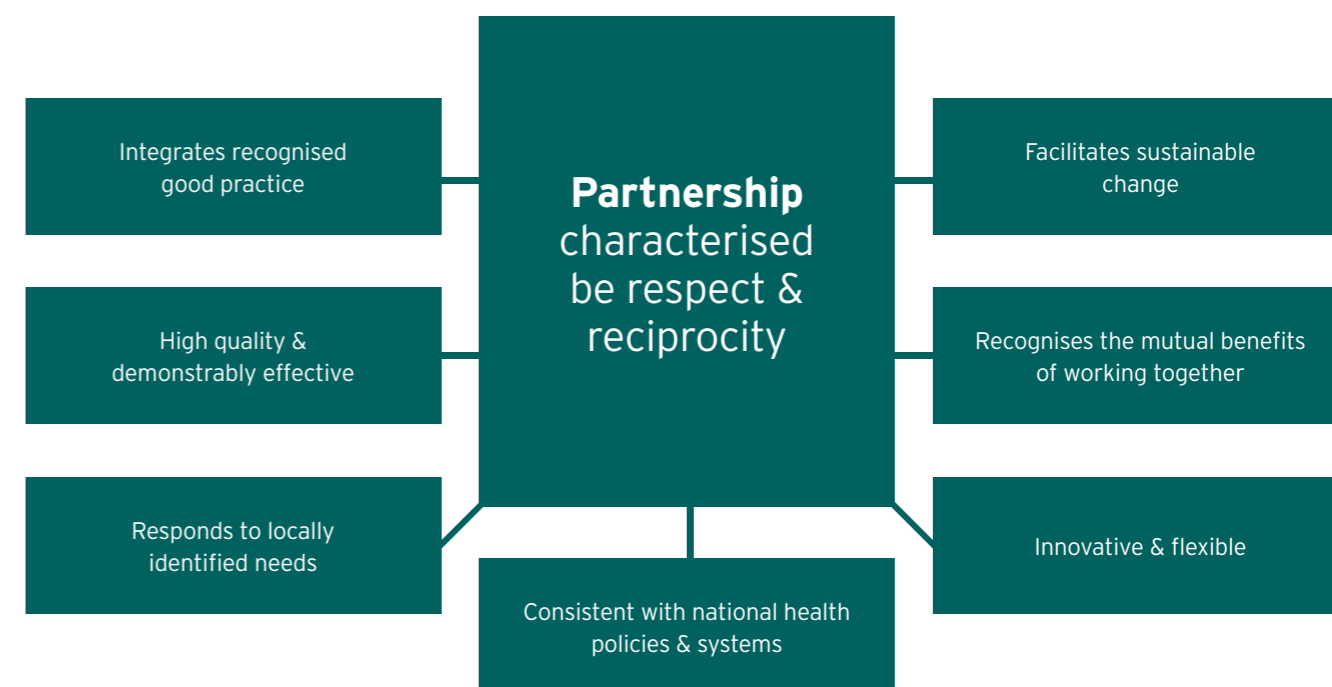 Integrates recognised
good practice
High quality &
demonstrably effective
Responds to locally
identified needs
Partnership
characterised
be respect &
reciprocity
Consistent with national health
policies & systems
Facilitates sustainable
change
Recognises the mutual benefits
of working together
Innovative & flexible